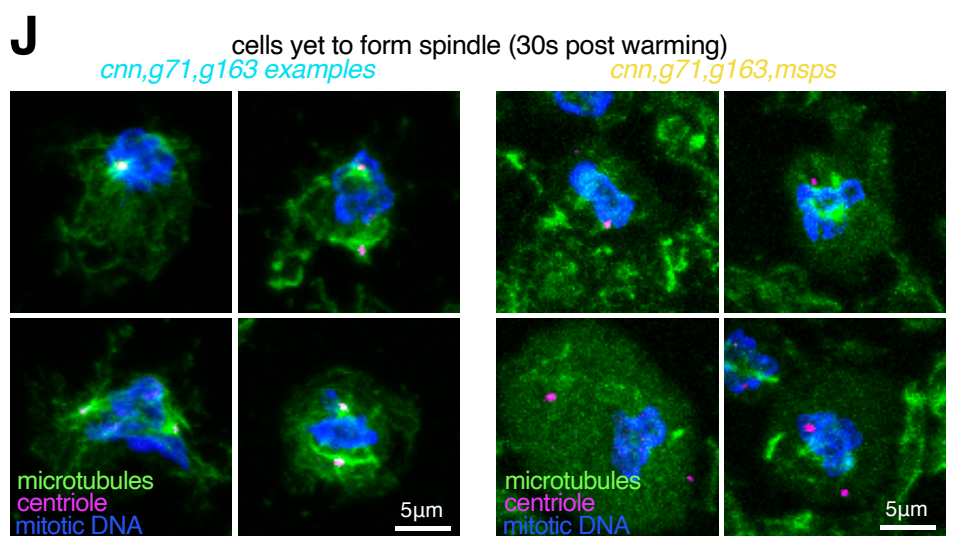 J
cells yet to form spindle (30s post warming)
cnn,g71,g163 examples
cnn,g71,g163,msps
microtubules
centriole
mitotic DNA
5μm
microtubules
centriole
mitotic DNA
5μm